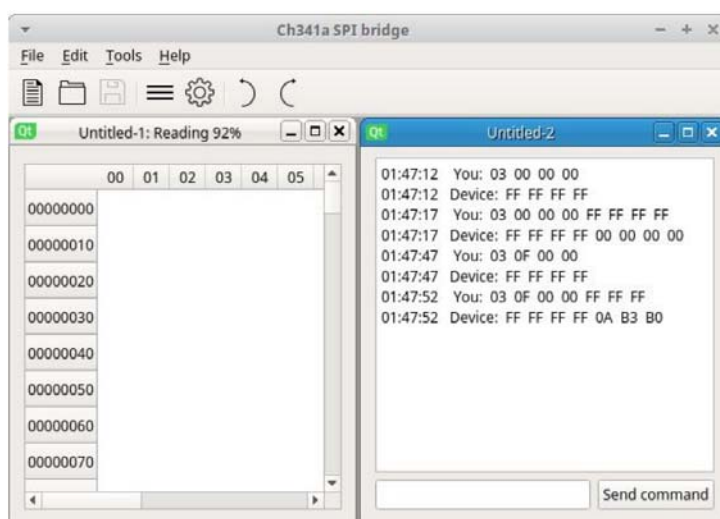 Ch341a SPI bridge
File Edit Tools Help
Qt Untitled-1: Reading 92%
00 01 02 03 04 05
00000000
00000010
00000020
00000030
00000040
00000050
00000060
00000070
Qt Untitled-2
01:47:12 You: 03 00 00 00
01:47:12 Device: FF FF FF FF
01:47:17 You: 03 00 00 00 FF FF FF FF
01:47:17 Device: FF FF FF FF 00 00 00 00
01:47:47 You: 03 0F 00 00
01:47:47 Device: FF FF FF FF
01:47:52 You: 03 0F 00 00 FF FF FF
01:47:52 Device: FF FF FF FF 0A B3 B0
Send command